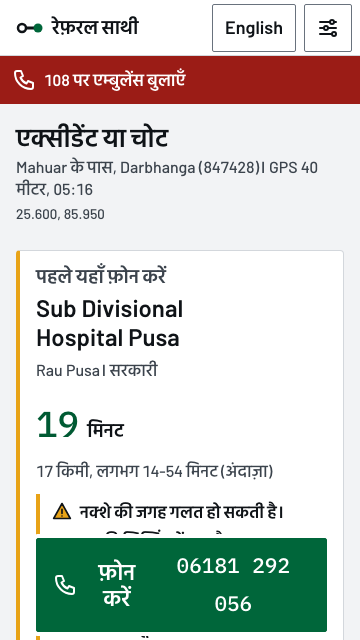 रेफ़रल साथी
English
108 पर एम्बुलेंस बुलाएँ
एक्सीडेंट या चोट
Mahuar के पास, Darbhanga (847428)। GPS 40
मीटर, 05:16
25.600, 85.950
पहले यहाँ फ़ोन करें
Sub Divisional
Hospital Pusa
Rau Pusa। सरकारी
19 मिनट
17 किमी, लगभग 14-54 मिनट (अंदाज़ा)
नक्शे की जगह गलत हो सकती है।
फ़ोन
करें
06181 292
056